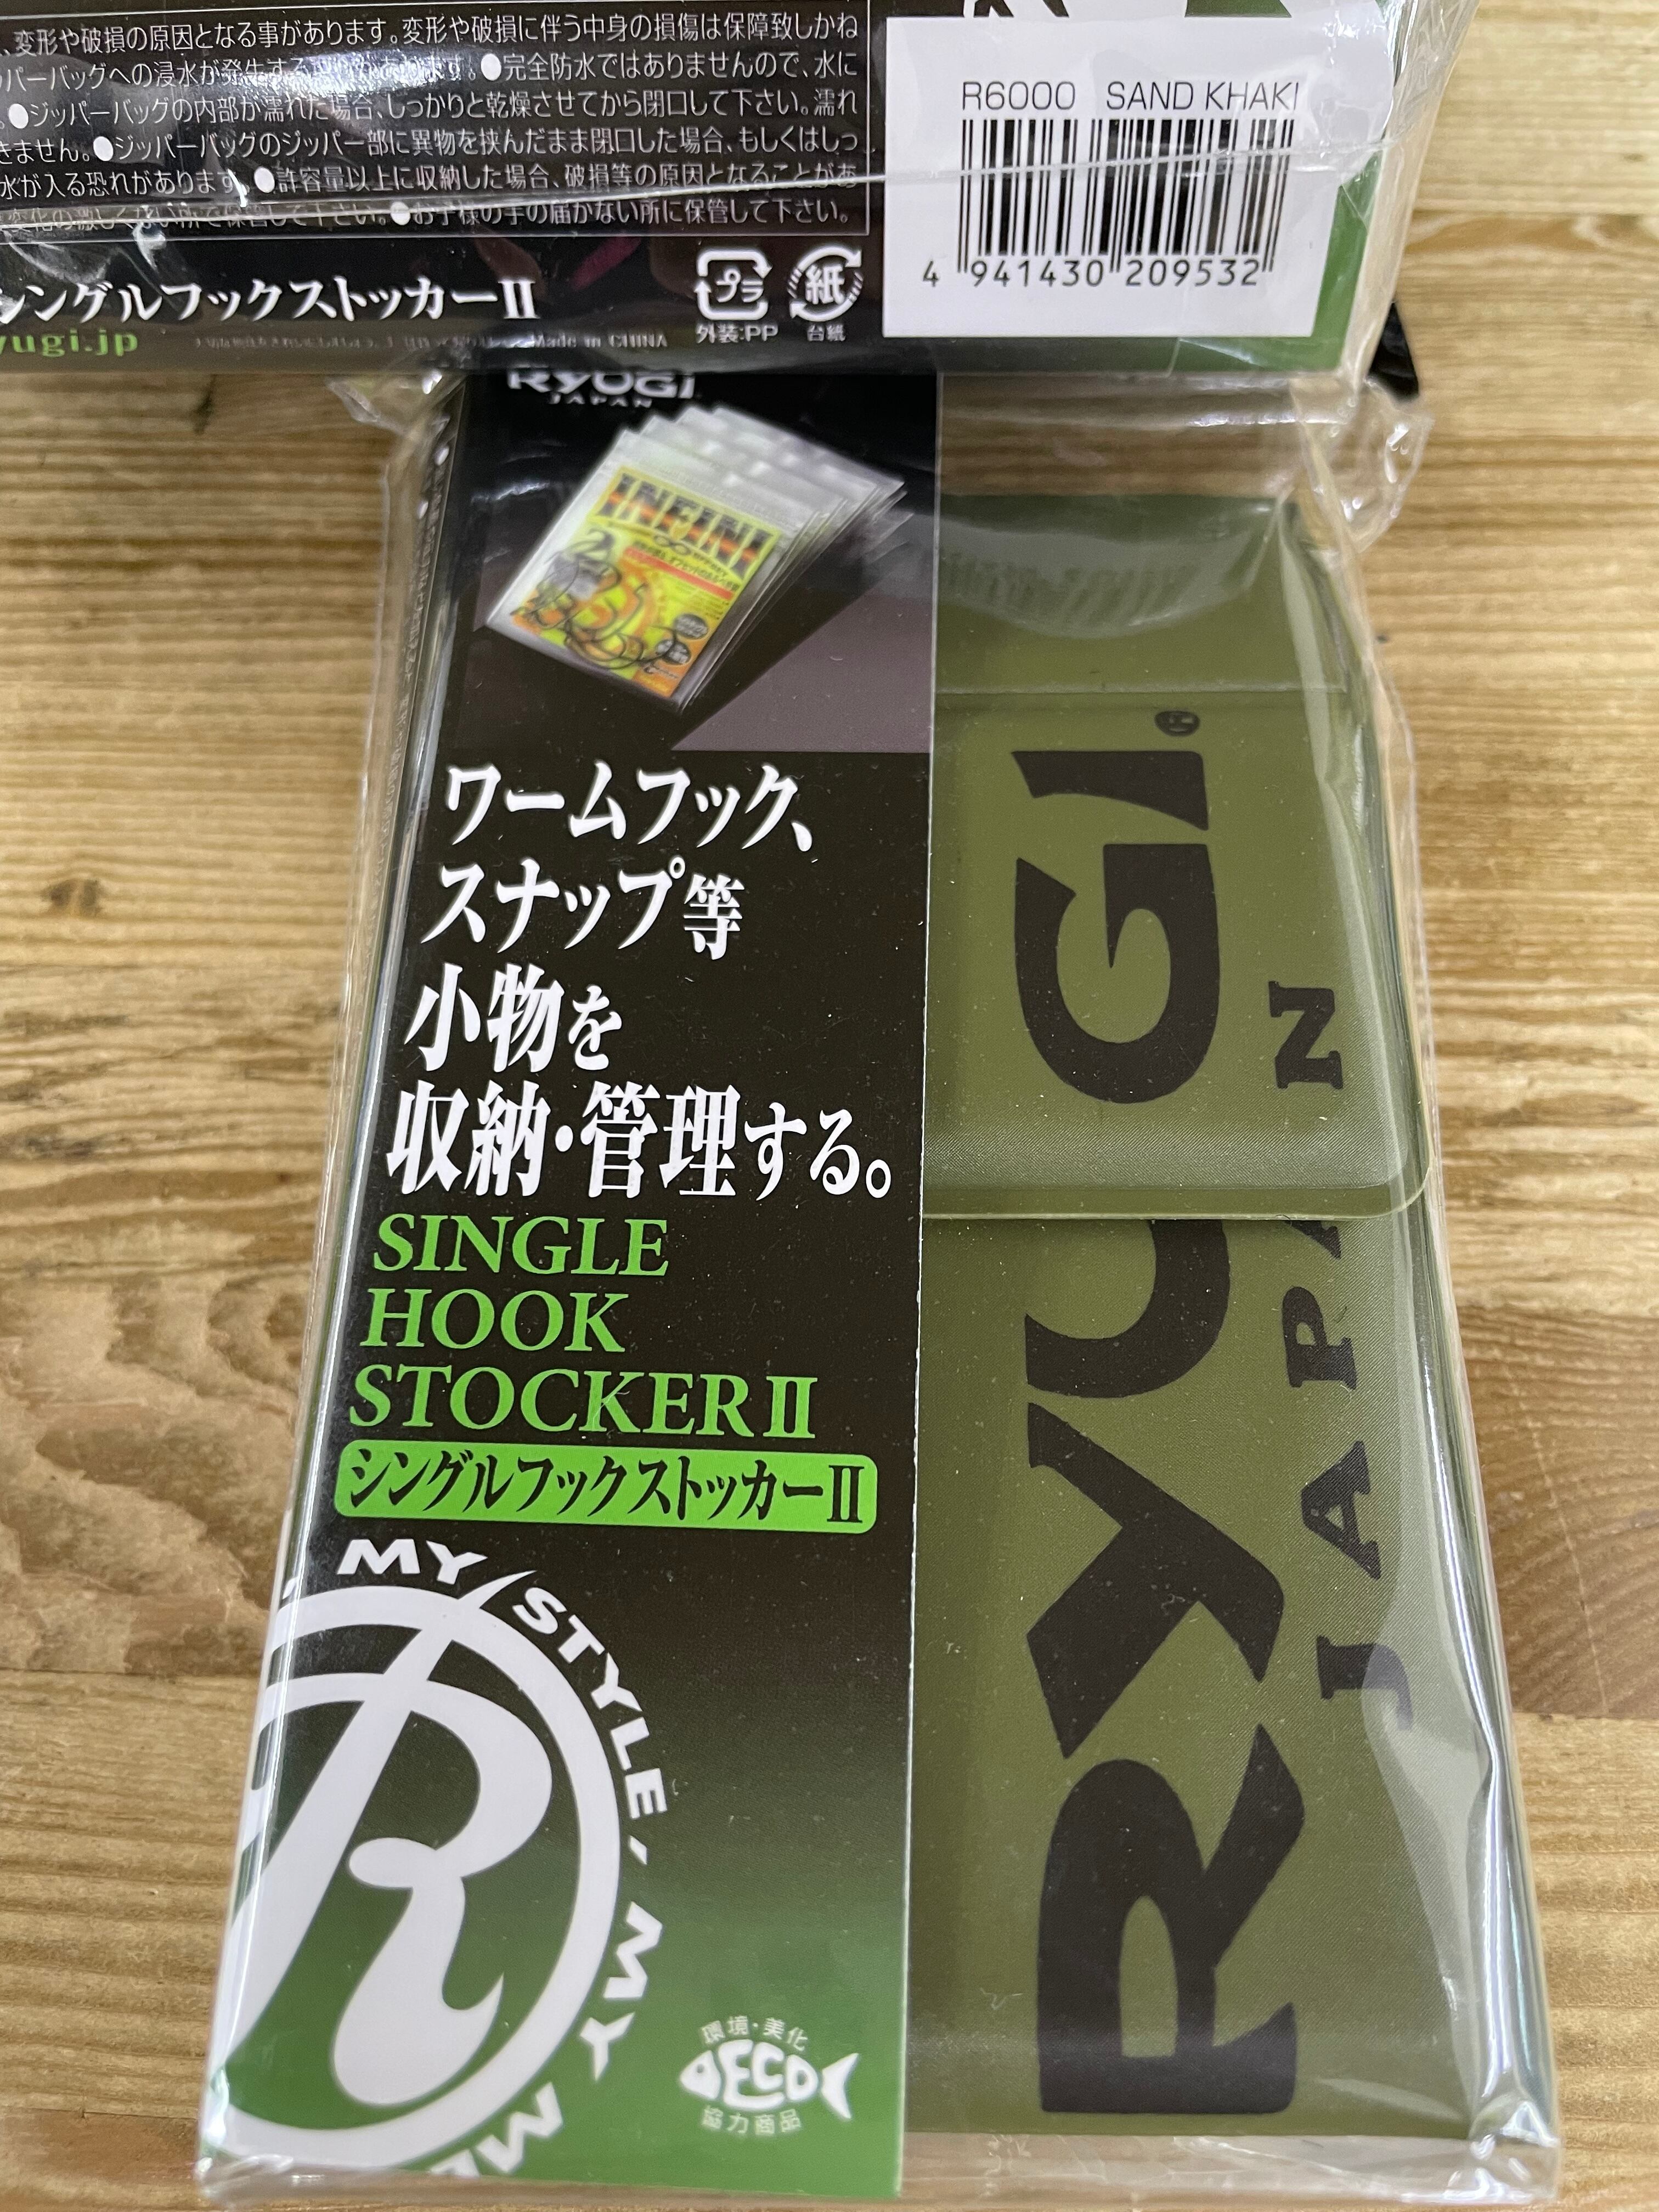 、変形や破損の原因となる事があります。変形や破損に伴う中身の損傷は保障致しかね
●完全防水ではありませんので、水に
●ジッパーバッグの内部が濡れた場合、しっかりと乾燥させてから閉口して下さい。濡れ
きません。●ジッパーバッグのジッパー部に異物を挟んだまま閉口した場合、もしくはしっ
水が入る恐れがあります。●許容量以上に収納した場合、破損等の原因となることがあ
●お子様の手の届かない所に保管して下さい。
シングルフックストッカーII
yugi.jp
Made in CHINA
プラ
外装:PP
紙
台紙
R6000 SAND KHAKI
4 941430 209532
RYUGI
JAPAN
INFINI
ワームフック、
スナップ等
小物を
収納・管理する。
SINGLE
HOOK
STOCKER II
シングルフックストッカーII
MY STYLE, MY
R
環境・美化
ECO
協力商品
RYUGI®
JAPAN